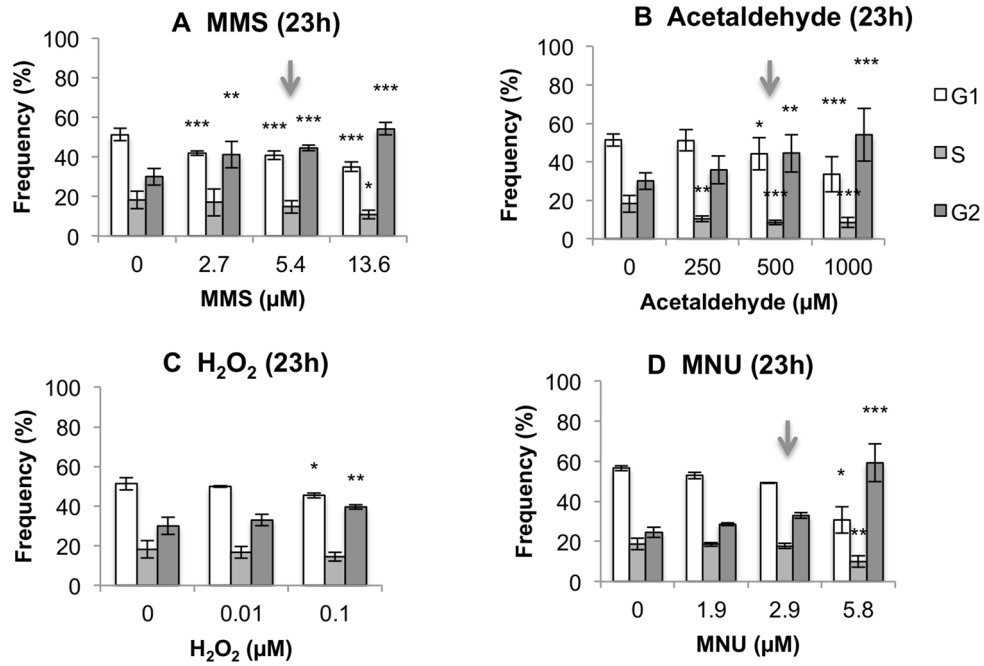 A MMS (23h)
Frequency (%)
100
80
60
40
20
0
***
**
***
***
***
*
***
0 2.7 5.4 13.6
MMS (µM)
B Acetaldehyde (23h)
Frequency (%)
100
80
60
40
20
0
**
*
***
**
***
***
***
0 250 500 1000
Acetaldehyde (µM)
G1
S
G2
C H₂O₂ (23h)
Frequency (%)
100
80
60
40
20
0
*
**
0 0.01 0.1
H₂O₂ (µM)
D MNU (23h)
Frequency (%)
100
80
60
40
20
0
*
**
***
0 1.9 2.9 5.8
MNU (µM)